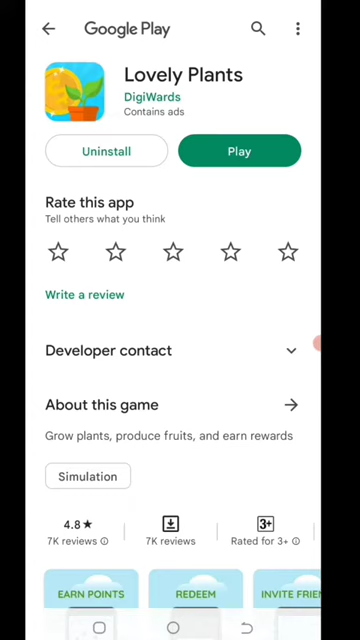 Google Play
Lovely Plants
DigiWards
Contains ads
Uninstall
Play
Rate this app
Tell others what you think
Write a review
Developer contact
About this game
Grow plants, produce fruits, and earn rewards
Simulation
4.8★
7K reviews
7K reviews
3+
Rated for 3+
EARN POINTS
REDEEM
INVITE FRIEN